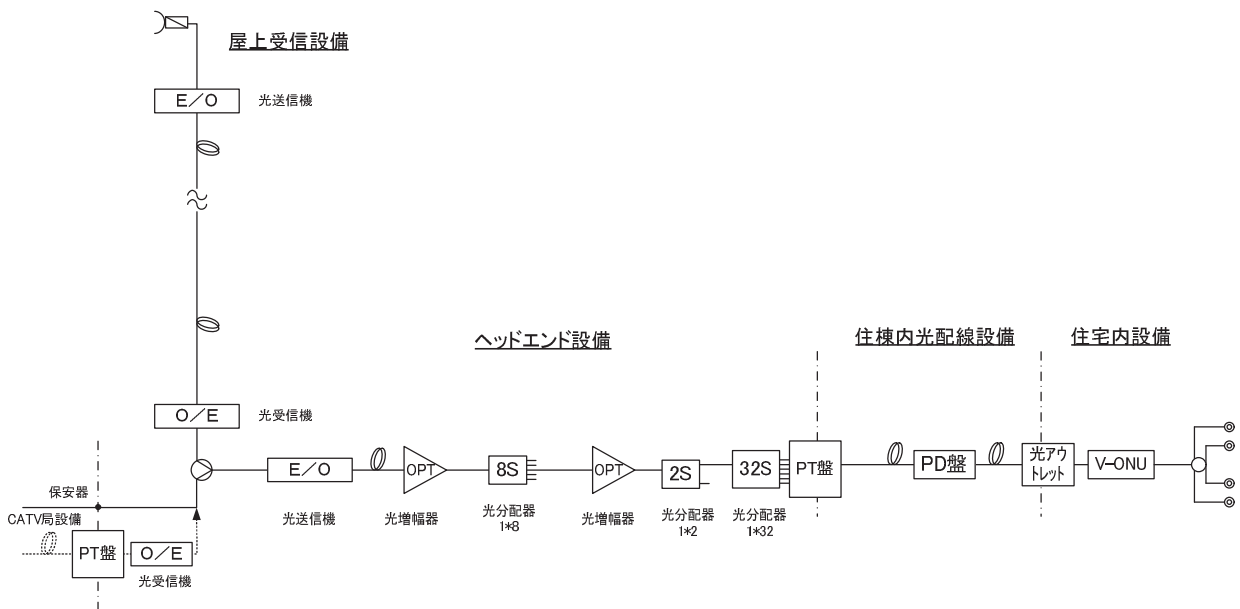 屋上受信設備
E/O
光送信機
ヘッドエンド設備
住棟内光配線設備
住宅内設備
O/E
光受信機
E/O
光送信機
OPT
光増幅器
8S
光分配器
1*8
OPT
光増幅器
2S
光分配器
1*2
32S
光分配器
1*32
PT盤
PD盤
光アウ
トレット
V-ONU
保安器
CATV局設備
PT盤
O/E
光受信機